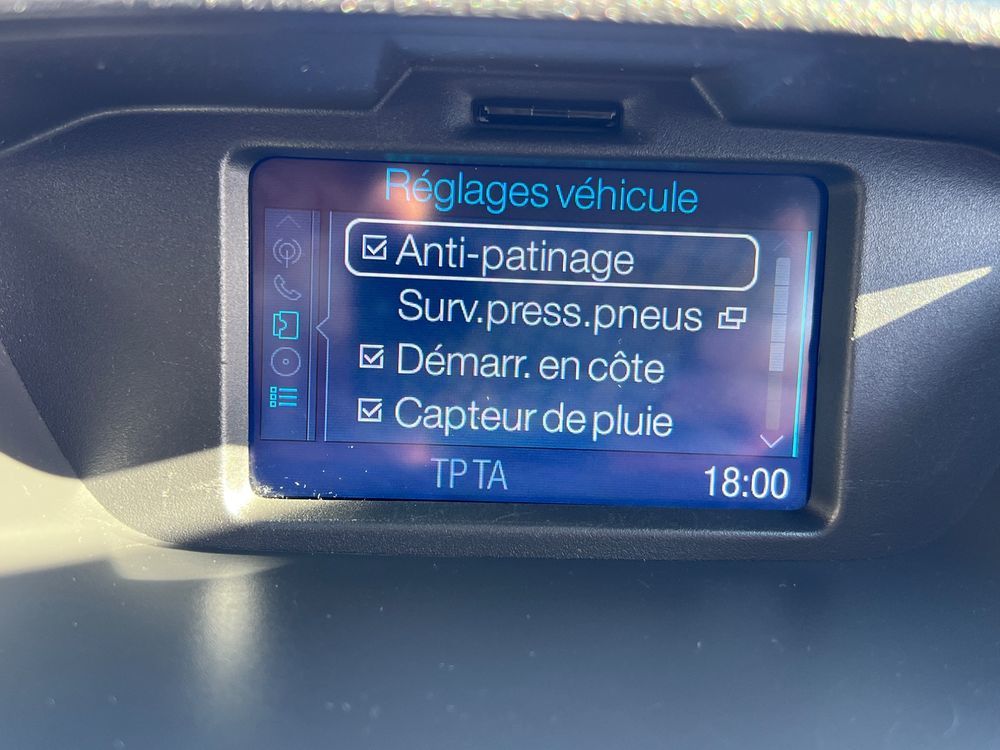 Réglages véhicule
Anti-patinage
Surv.press.pneus
Démarr. en côte
Capteur de pluie
TP TA
18:00